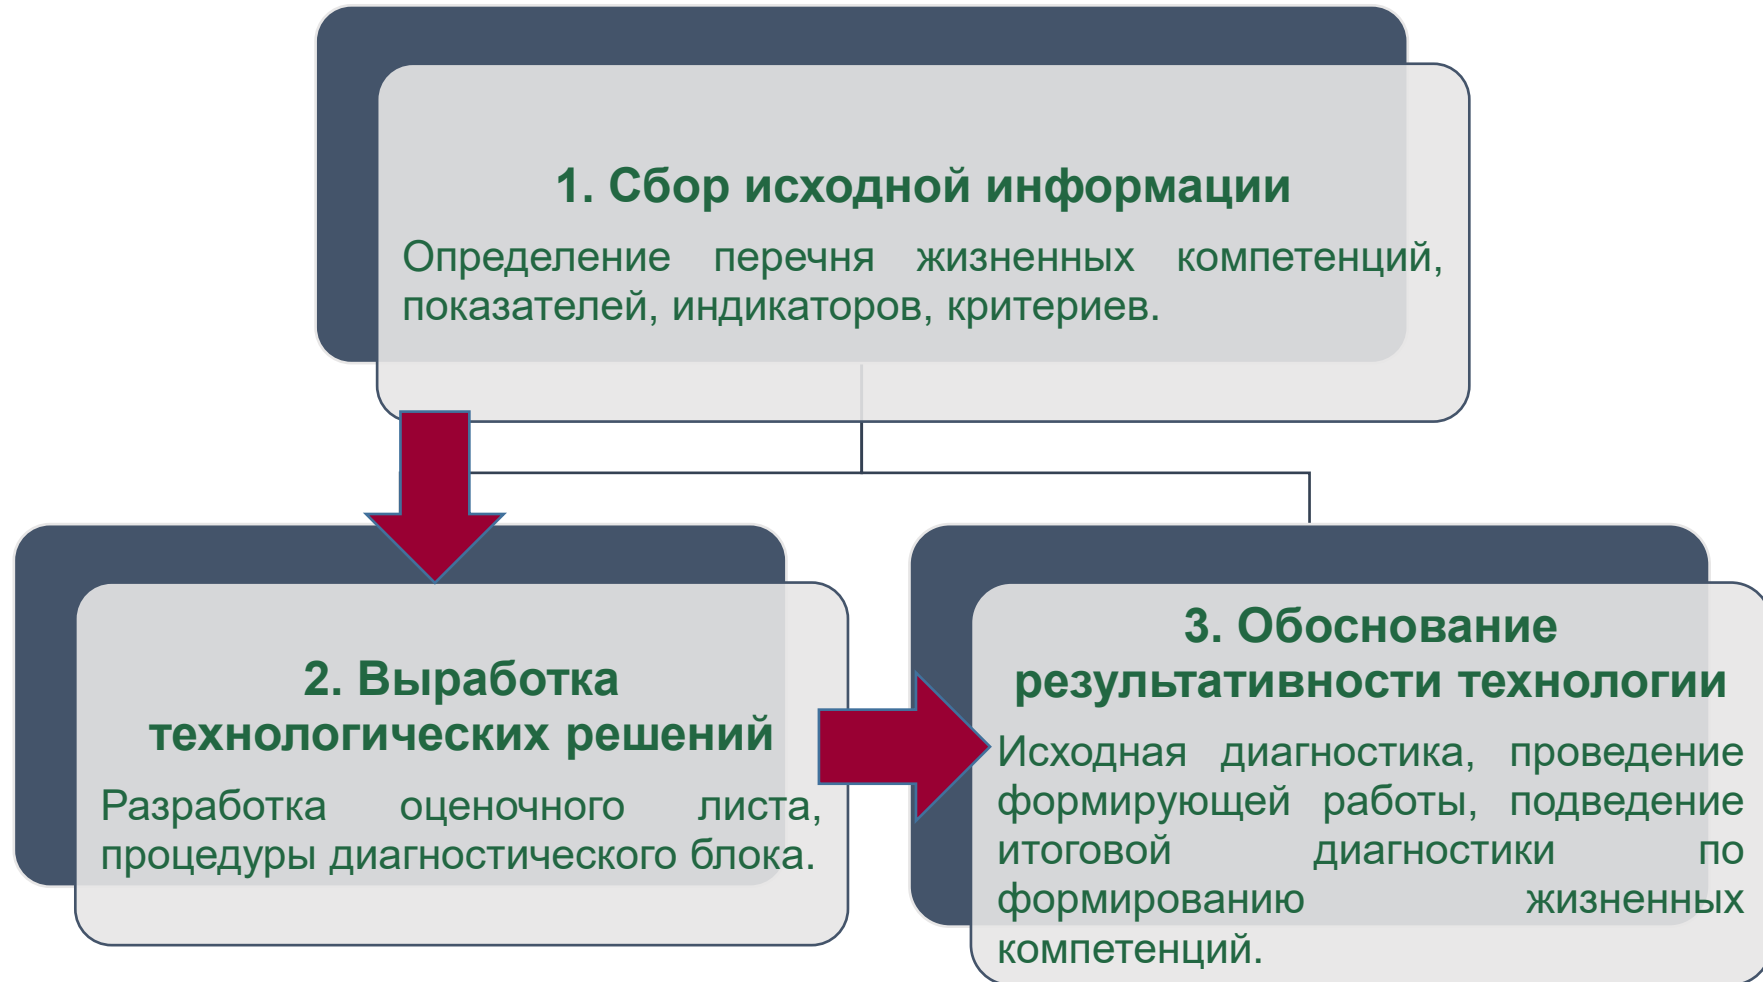 1. Сбор исходной информации
Определение перечня жизненных компетенций,
показателей, индикаторов, критериев.
2. Выработка
технологических решений
Разработка оценочного листа,
процедуры диагностического блока.
3. Обоснование
результативности технологии
Исходная диагностика, проведение
формирующей работы, подведение
итоговой диагностики по
формированию жизненных
компетенций.